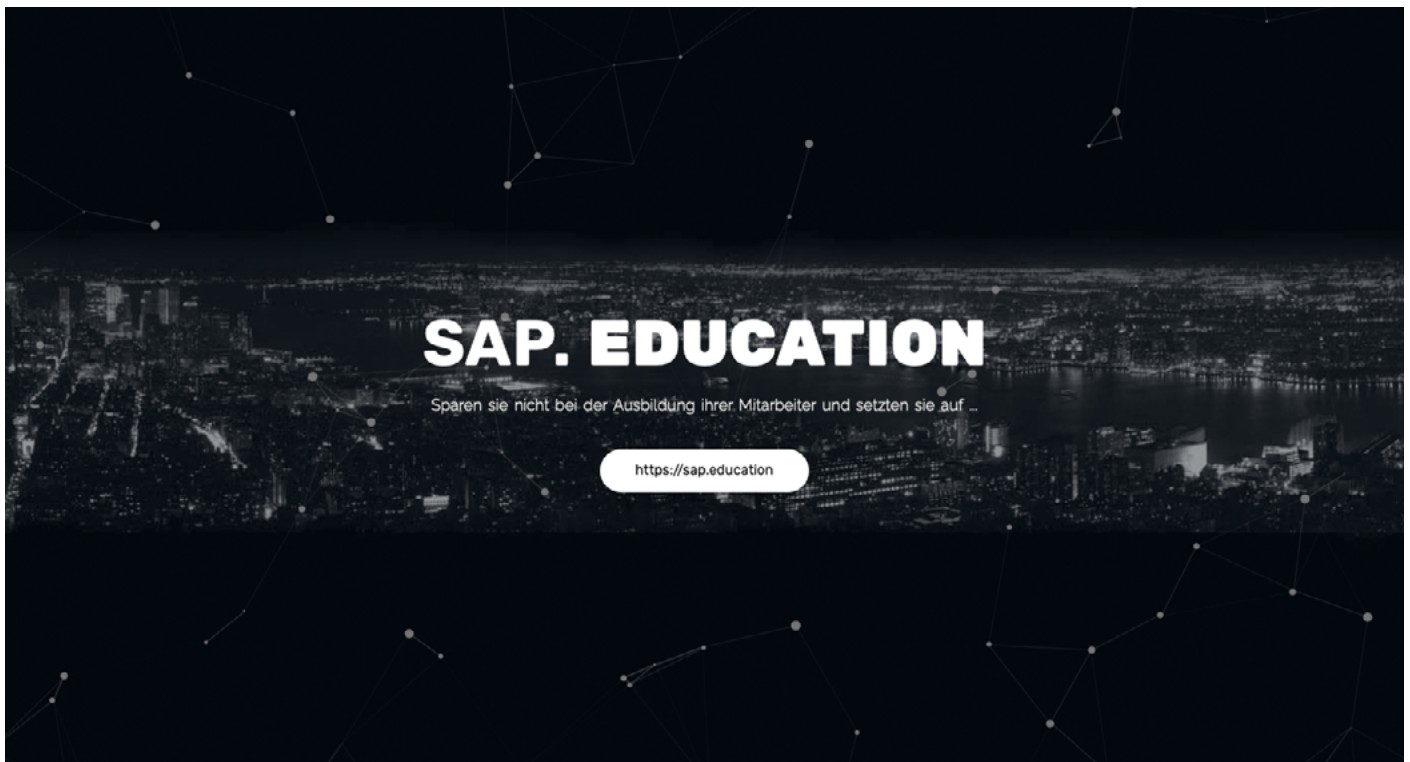 SAP. EDUCATION
Sparen sie nicht bei der Ausbildung ihrer Mitarbeiter und setzten sie auf ...
https://sap.education